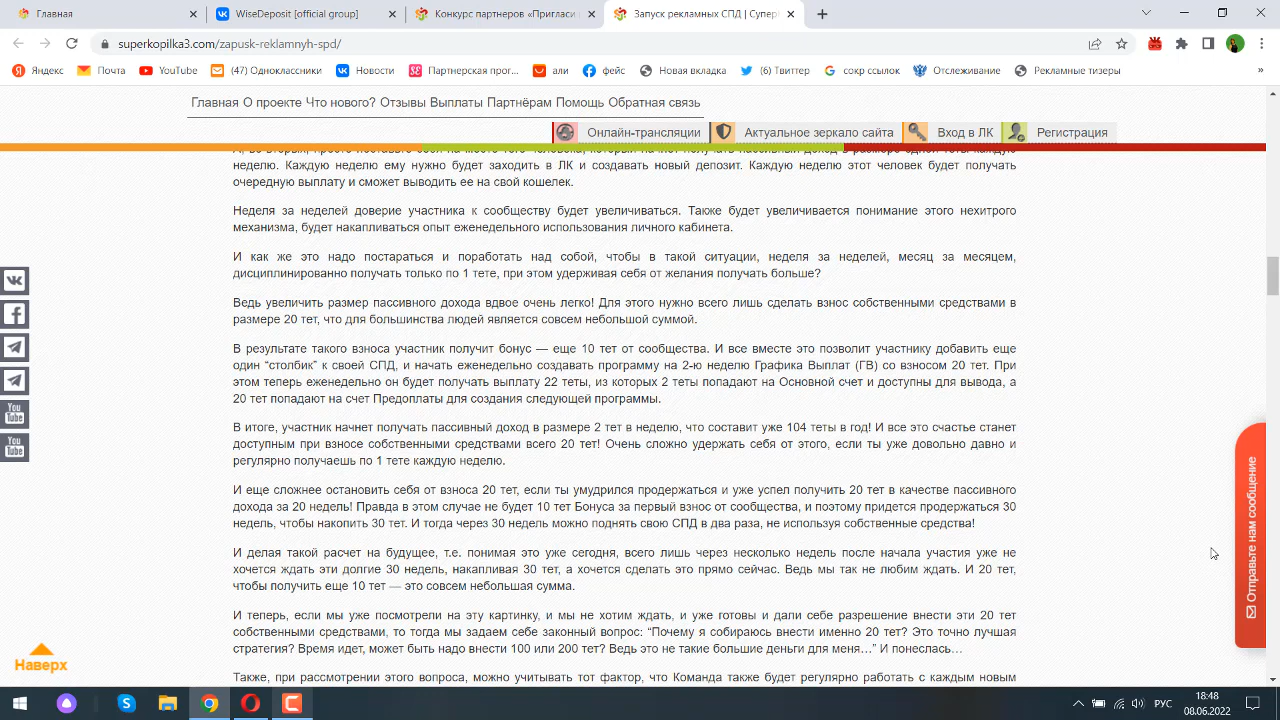 Главная
WiseDeposit [official group]
Конкурс партнеров «Пригласи
Запуск рекламных СПД | Супер
superkopilka3.com/zapusk-reklamnyh-spd/
Яндекс Почта YouTube (47) Одноклассники Новости Партнерская прог... али фейс Новая вкладка (6) Твиттер сокр ссылок Отслеживание Рекламные тизеры »
Главная О проекте Что нового? Отзывы Выплаты Партнёрам Помощь Обратная связь
Онлайн-трансляции Актуальное зеркало сайта Вход в ЛК Регистрация
неделю. Каждую неделю ему нужно будет заходить в ЛК и создавать новый депозит. Каждую неделю этот человек будет получать
очередную выплату и сможет выводить ее на свой кошелек.
Неделя за неделей доверие участника к сообществу будет увеличиваться. Также будет увеличивается понимание этого нехитрого
механизма, будет накапливаться опыт еженедельного использования личного кабинета.
И как же это надо постараться и поработать над собой, чтобы в такой ситуации, неделя за неделей, месяц за месяцем,
дисциплинированно получать только по 1 тете, при этом удерживая себя от желания получать больше?
Ведь увеличить размер пассивного дохода вдвое очень легко! Для этого нужно всего лишь сделать взнос собственными средствами в
размере 20 тет, что для большинства людей является совсем небольшой суммой.
В результате такого взноса участник получит бонус — еще 10 тет от сообщества. И все вместе это позволит участнику добавить еще
один “столбик” к своей СПД, и начать еженедельно создавать программу на 2-ю неделю Графика Выплат (ГВ) со взносом 20 тет. При
этом теперь еженедельно он будет получать выплату 22 теты, из которых 2 теты попадают на Основной счет и доступны для вывода, а
20 тет попадают на счет Предоплаты для создания следующей программы.
В итоге, участник начнет получать пассивный доход в размере 2 тет в неделю, что составит уже 104 теты в год! И все это счастье станет
доступным при взносе собственными средствами всего 20 тет! Очень сложно удержать себя от этого, если ты уже довольно давно и
регулярно получаешь по 1 тете каждую неделю.
И еще сложнее остановить себя от взноса 20 тет, если ты умудрился продержаться и уже успел получить 20 тет в качестве пассивного
дохода за 20 недель! Правда в этом случае не будет 10 тет Бонуса за первый взнос от сообщества, и поэтому придется продержаться 30
недель, чтобы накопить 30 тет. И тогда через 30 недель можно поднять свою СПД в два раза, не используя собственные средства!
И делая такой расчет на будущее, т.е. понимая это уже сегодня, всего лишь через несколько недель после начала участия уже не
хочется ждать эти долгие 30 недель, накапливая 30 тет, а хочется сделать это прямо сейчас. Ведь мы так не любим ждать. И 20 тет,
чтобы получить еще 10 тет — это совсем небольшая сумма.
И теперь, если мы уже посмотрели на эту картинку, и мы не хотим ждать, и уже готовы и дали себе разрешение внести эти 20 тет
собственными средствами, то тогда мы задаем себе законный вопрос: “Почему я собираюсь внести именно 20 тет? Это точно лучшая
стратегия? Время идет, может быть надо внести 100 или 200 тет? Ведь это не такие большие деньги для меня…” И понеслась…
Также, при рассмотрении этого вопроса, можно учитывать тот фактор, что Команда также будет регулярно работать с каждым новым
You Tube
You Tube
Наверх
Отправьте нам сообщение
РУС
18:48
08.06.2022